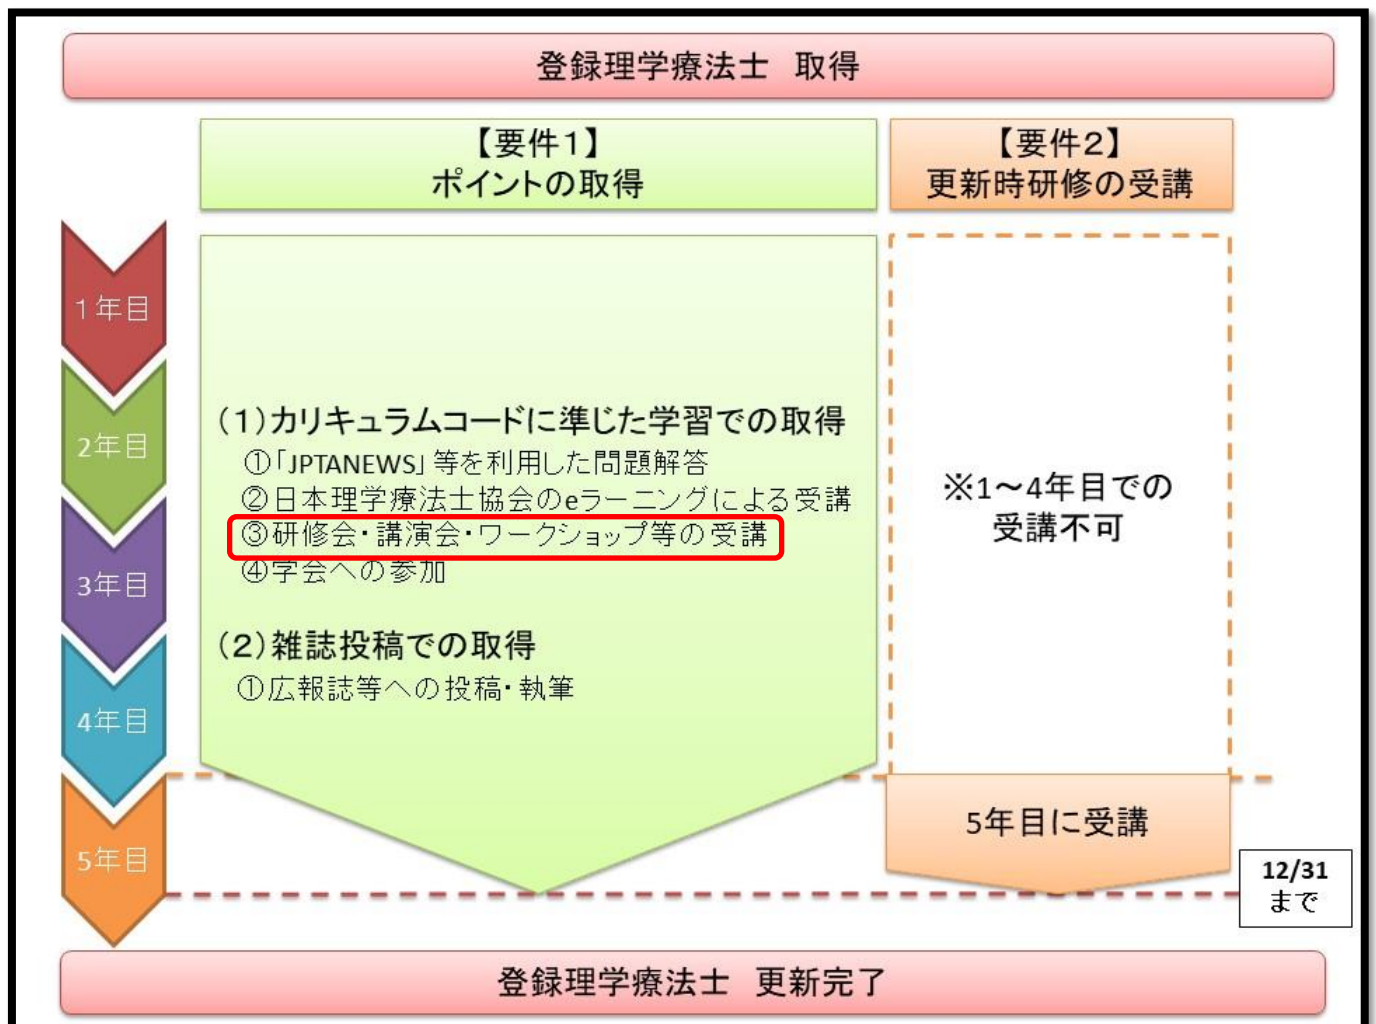 登録理学療法士　取得
【要件１】
ポイントの取得
【要件２】
更新時研修の受講
１年目
2年目
3年目
4年目
5年目
（１）カリキュラムコードに準じた学習での取得
①「JPTANEWS」等を利用した問題解答
②日本理学療法士協会のeラーニングによる受講
③研修会・講演会・ワークショップ等の受講
④学会への参加
（２）雑誌投稿での取得
①広報誌等への投稿・執筆
※1～4年目での
受講不可
5年目に受講
12/31
まで
登録理学療法士　更新完了